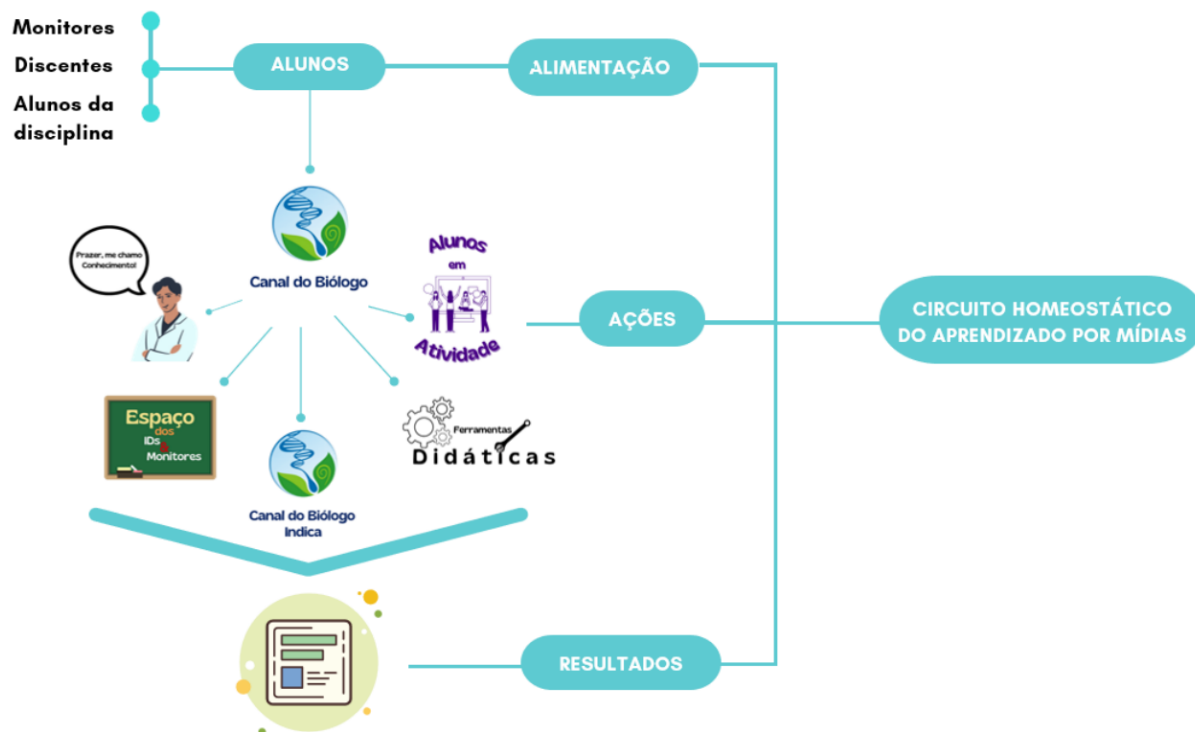 Monitores
Discentes
Alunos da
disciplina
ALUNOS
ALIMENTAÇÃO
Prazer, me chamo
Conhecimento!
Canal do Biólogo
Alunos
em
Atividade
AÇÕES
CIRCUITO HOMEOSTÁTICO
DO APRENDIZADO POR MÍDIAS
Espaço
dos
IDs
&
Monitores
Canal do Biólogo
Indica
Ferramentas
Didáticas
RESULTADOS